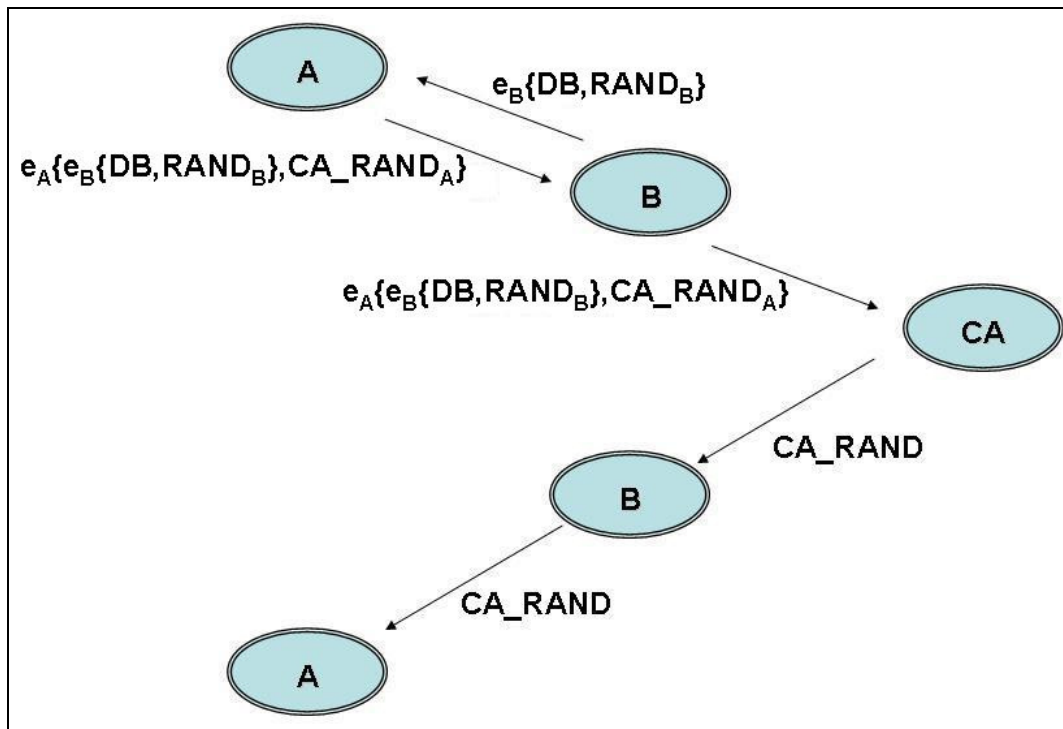 A
e_B{DB,RAND_B}
e_A{e_B{DB,RAND_B},CA_RAND_A}
B
e_A{e_B{DB,RAND_B},CA_RAND_A}
CA
CA_RAND
B
CA_RAND
A